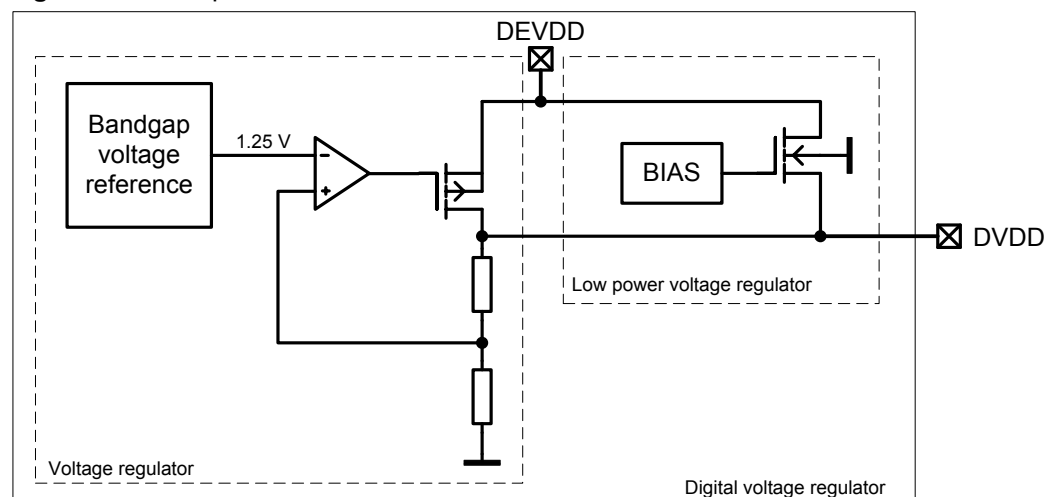 DEVDD
Bandgap
voltage
reference
1.25 V
−
+
BIAS
DVDD
Low power voltage regulator
Voltage regulator
Digital voltage regulator